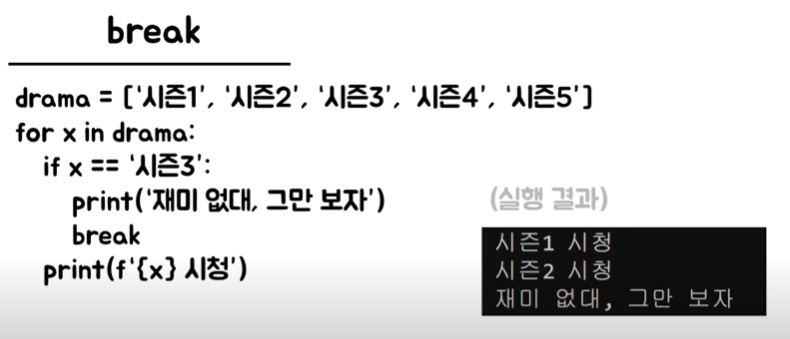 break
drama = ['시즌1', '시즌2', '시즌3', '시즌4', '시즌5']
for x in drama:
if x == '시즌3':
print('재미 없대, 그만 보자')
break
print(f'{x} 시청')
(실행 결과)
시즌1 시청
시즌2 시청
재미 없대, 그만 보자